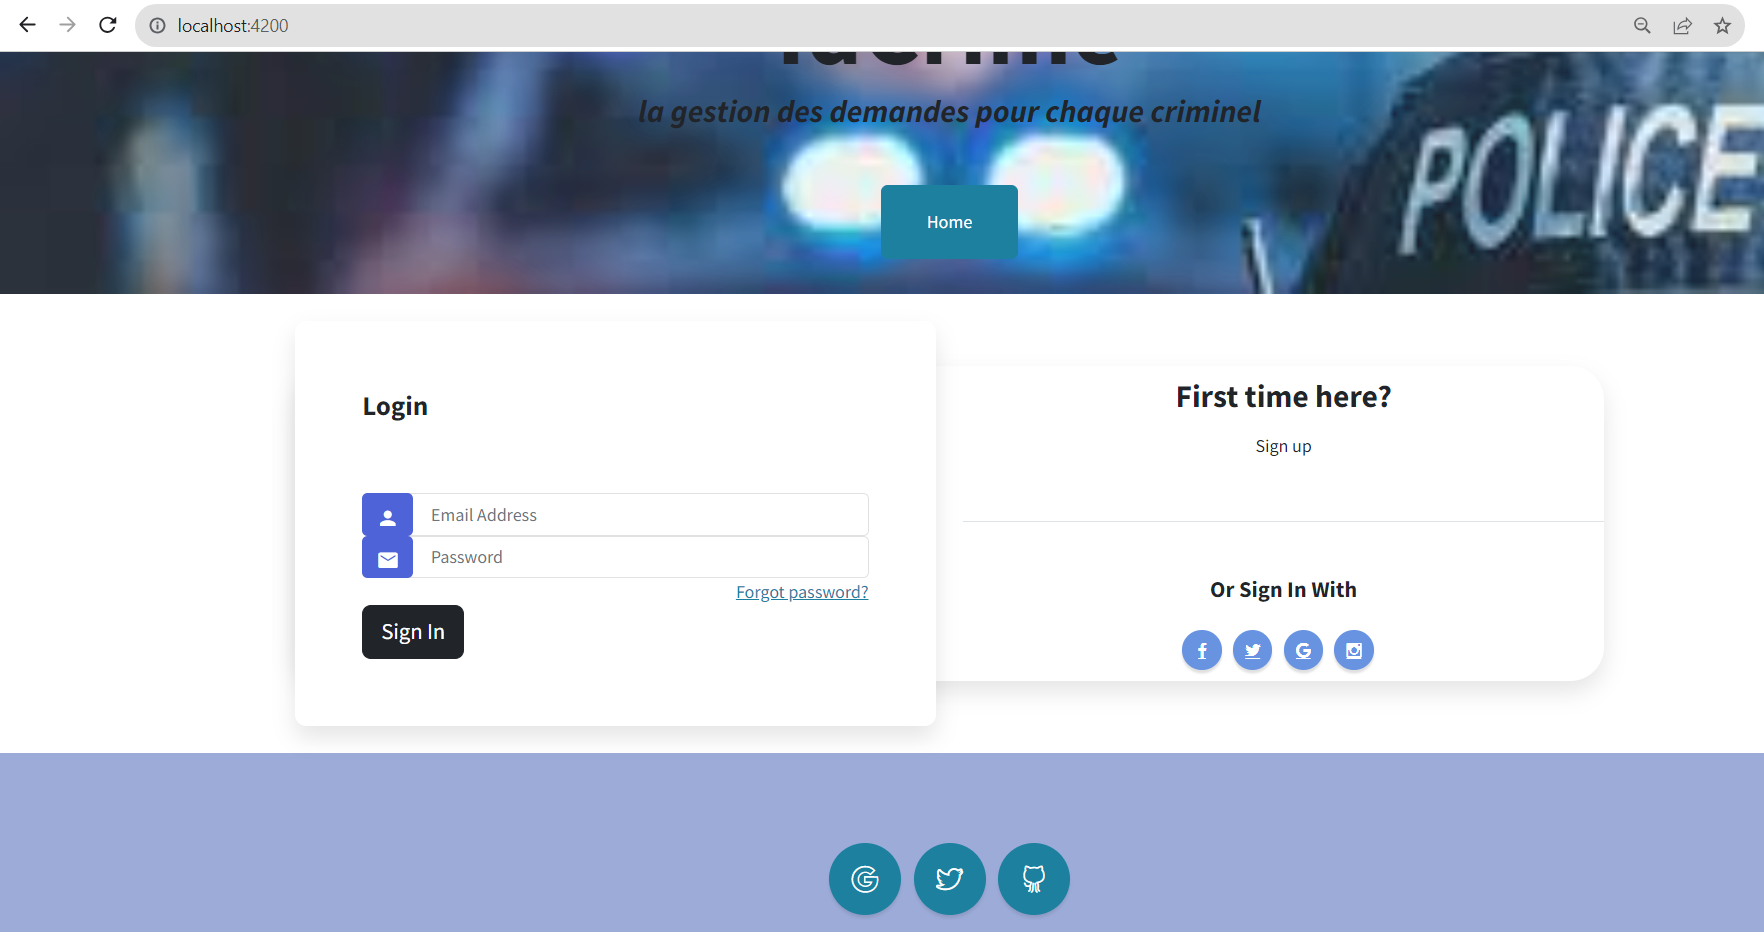 localhost:4200
la gestion des demandes pour chaque criminel
POLICE
Home
Login
Email Address
Password
Forgot password?
Sign In
First time here?
Sign up
Or Sign In With